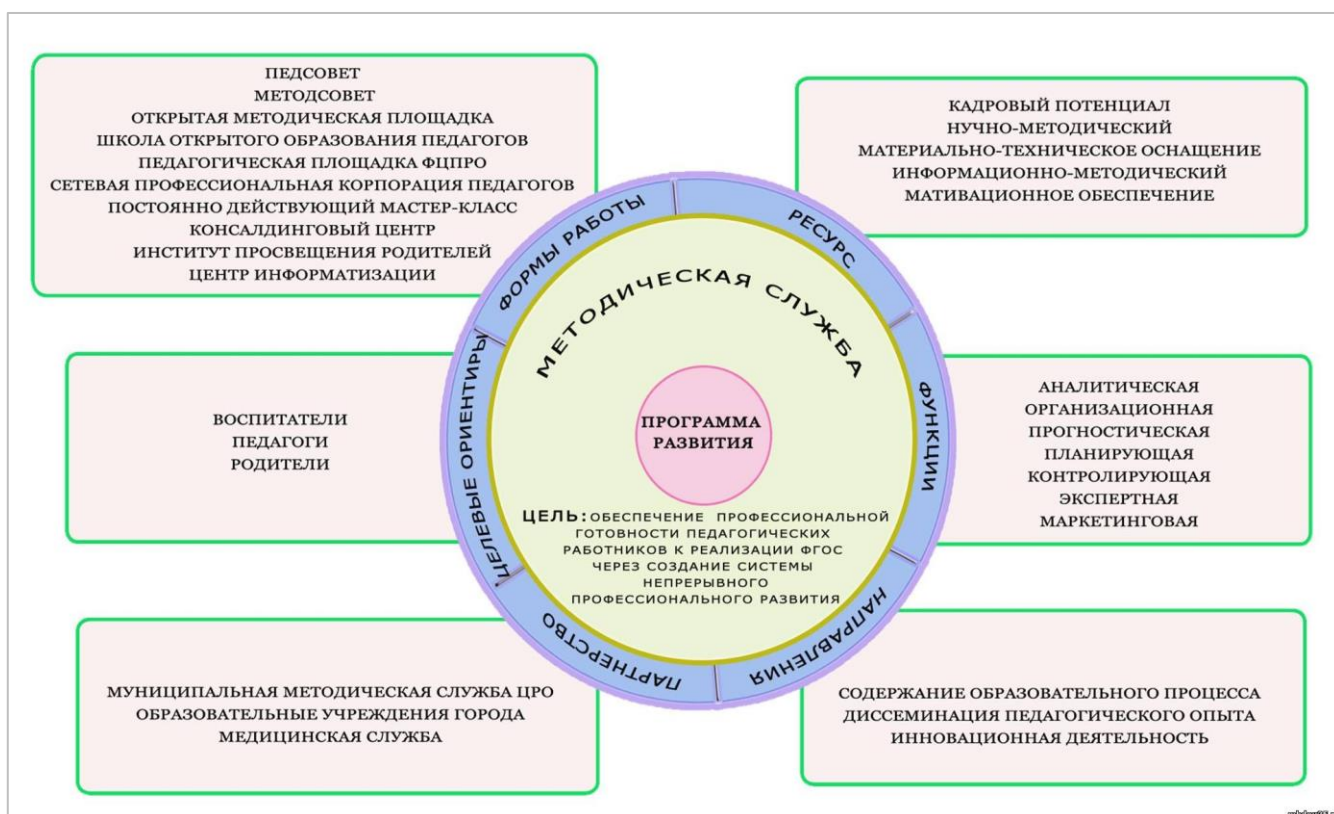 ПЕДСОВЕТ
МЕТОДСОВЕТ
ОТКРЫТАЯ МЕТОДИЧЕСКАЯ ПЛОЩАДКА
ШКОЛА ОТКРЫТОГО ОБРАЗОВАНИЯ ПЕДАГОГОВ
ПЕДАГОГИЧЕСКАЯ ПЛОЩАДКА ФЦПРО
СЕТЕВАЯ ПРОФЕССИОНАЛЬНАЯ КОРПОРАЦИЯ ПЕДАГОГОВ
ПОСТОЯННО ДЕЙСТВУЮЩИЙ МАСТЕР-КЛАСС
КОНСАЛДИНГОВЫЙ ЦЕНТР
ИНСТИТУТ ПРОСВЕЩЕНИЯ РОДИТЕЛЕЙ
ЦЕНТР ИНФОРМАТИЗАЦИИ
КАДРОВЫЙ ПОТЕНЦИАЛ
НУЧНО-МЕТОДИЧЕСКИЙ
МАТЕРИАЛЬНО-ТЕХНИЧЕСКОЕ ОСНАЩЕНИЕ
ИНФОРМАЦИОННО-МЕТОДИЧЕСКИЙ
МАТИВАЦИОННОЕ ОБЕСПЕЧЕНИЕ
ФОРМЫ РАБОТЫ
РЕСУРС
ФУНКЦИИ
НАПРАВЛЕНИЯ
ПАРТНЕРСТВО
ЦЕЛЕВЫЕ ОРИЕНТИРЫ
МЕТОДИЧЕСКАЯ СЛУЖБА
ПРОГРАММА
РАЗВИТИЯ
ЦЕЛЬ: ОБЕСПЕЧЕНИЕ ПРОФЕССИОНАЛЬНОЙ
ГОТОВНОСТИ ПЕДАГОГИЧЕСКИХ
РАБОТНИКОВ К РЕАЛИЗАЦИИ ФГОС
ЧЕРЕЗ СОЗДАНИЕ СИСТЕМЫ
НЕПРЕРЫВНОГО
ПРОФЕССИОНАЛЬНОГО РАЗВИТИЯ
ВОСПИТАТЕЛИ
ПЕДАГОГИ
РОДИТЕЛИ
АНАЛИТИЧЕСКАЯ
ОРГАНИЗАЦИОННАЯ
ПРОГНОСТИЧЕСКАЯ
ПЛАНИРУЮЩАЯ
КОНТРОЛИРУЮЩАЯ
ЭКСПЕРТНАЯ
МАРКЕТИНГОВАЯ
МУНИЦИПАЛЬНАЯ МЕТОДИЧЕСКАЯ СЛУЖБА ЦРО
ОБРАЗОВАТЕЛЬНЫЕ УЧРЕЖДЕНИЯ ГОРОДА
МЕДИЦИНСКАЯ СЛУЖБА
СОДЕРЖАНИЕ ОБРАЗОВАТЕЛЬНОГО ПРОЦЕССА
ДИССЕМИНАЦИЯ ПЕДАГОГИЧЕСКОГО ОПЫТА
ИННОВАЦИОННАЯ ДЕЯТЕЛЬНОСТЬ